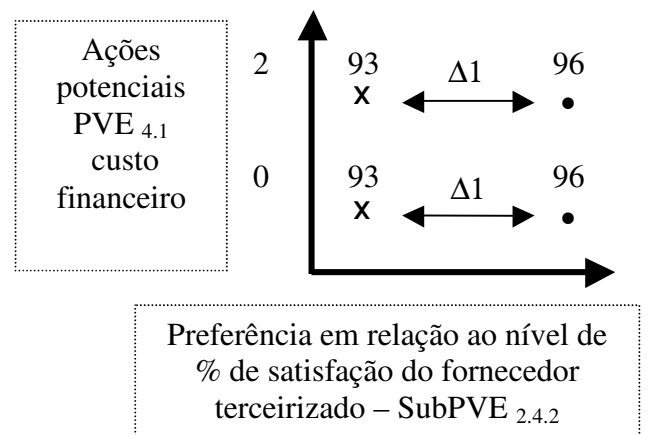 Ações
potenciais
PVE 4.1
custo
financeiro
2 93 Δ1 96
x •
0 93 Δ1 96
x •
Preferência em relação ao nível de
% de satisfação do fornecedor
terceirizado – SubPVE 2.4.2